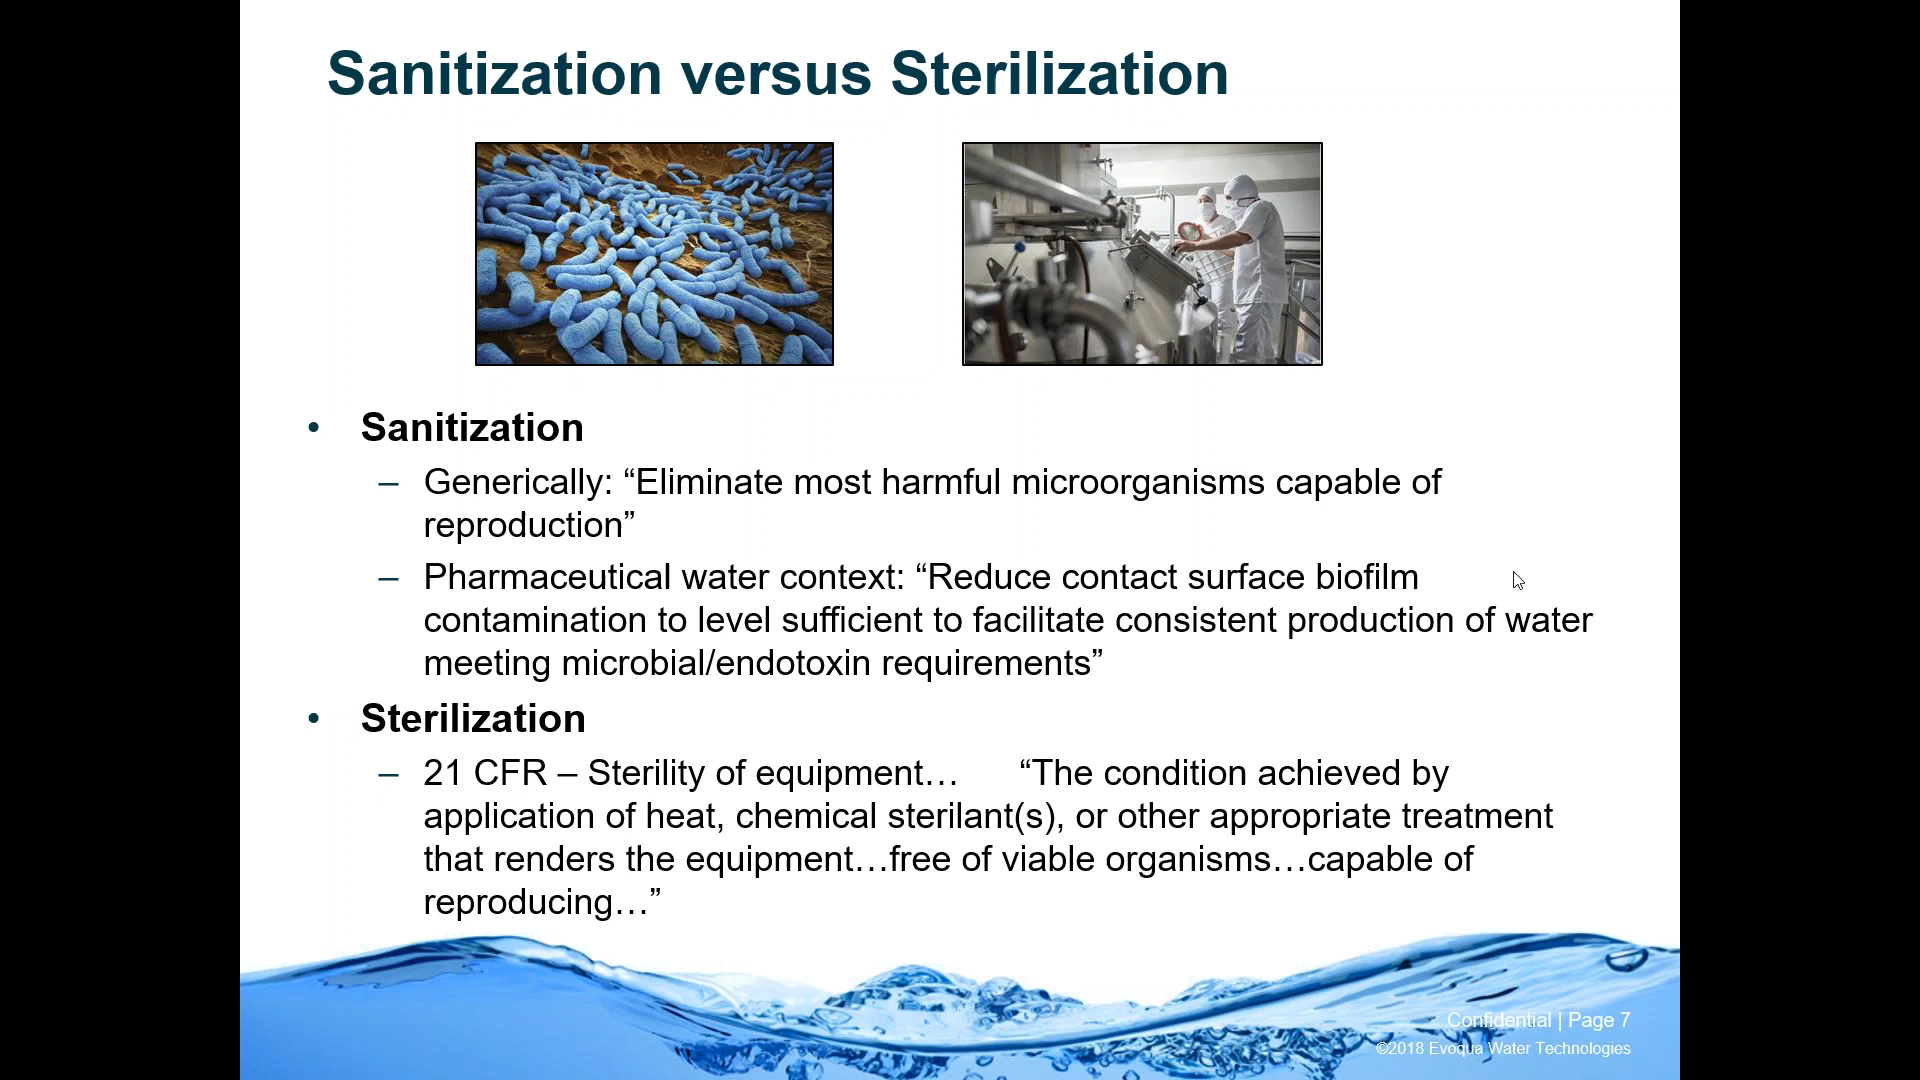 Sanitization versus Sterilization
• Sanitization
– Generically: “Eliminate most harmful microorganisms capable of
reproduction”
– Pharmaceutical water context: “Reduce contact surface biofilm
contamination to level sufficient to facilitate consistent production of water
meeting microbial/endotoxin requirements”
• Sterilization
– 21 CFR – Sterility of equipment… “The condition achieved by
application of heat, chemical sterilant(s), or other appropriate treatment
that renders the equipment…free of viable organisms…capable of
reproducing…”
Confidential | Page 7
©2018 Evoqua Water Technologies